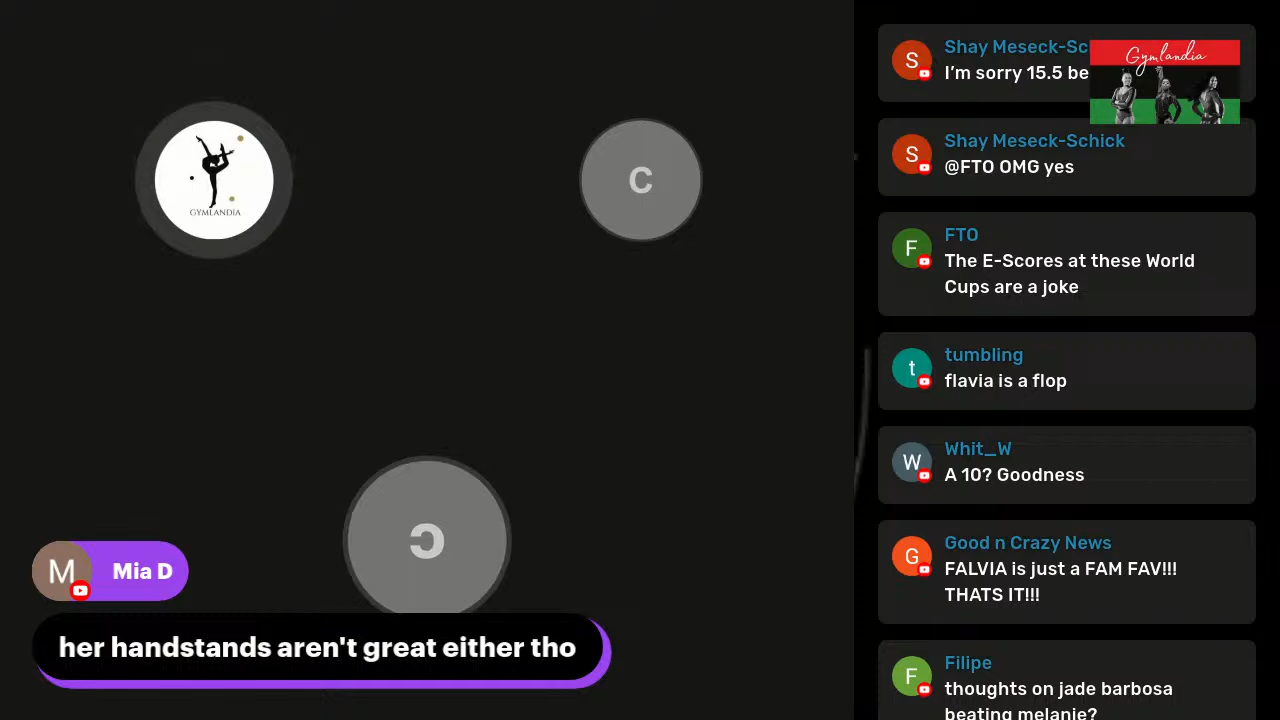 GYMLANDIA
C
C
M
Mia D
her handstands aren't great either tho
S
Shay Meseck-Sc
I'm sorry 15.5 be
Gymlandia
S
Shay Meseck-Schick
@FTO OMG yes
F
FTO
The E-Scores at these World
Cups are a joke
t
tumbling
flavia is a flop
W
Whit_W
A 10? Goodness
G
Good n Crazy News
FALVIA is just a FAM FAV!!!
THATS IT!!!
F
Filipe
thoughts on jade barbosa
beating melanie?